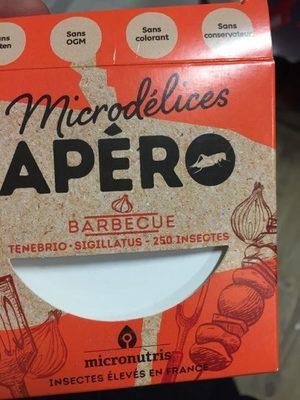 Sans
OGM
Sans
colorant
Sans
conservateur
Microdélices
APÉRO
BARBECUE
TENEBRIO · SIGILLATUS - 250 INSECTES
micronutris
INSECTES ÉLEVÉS EN FRANCE